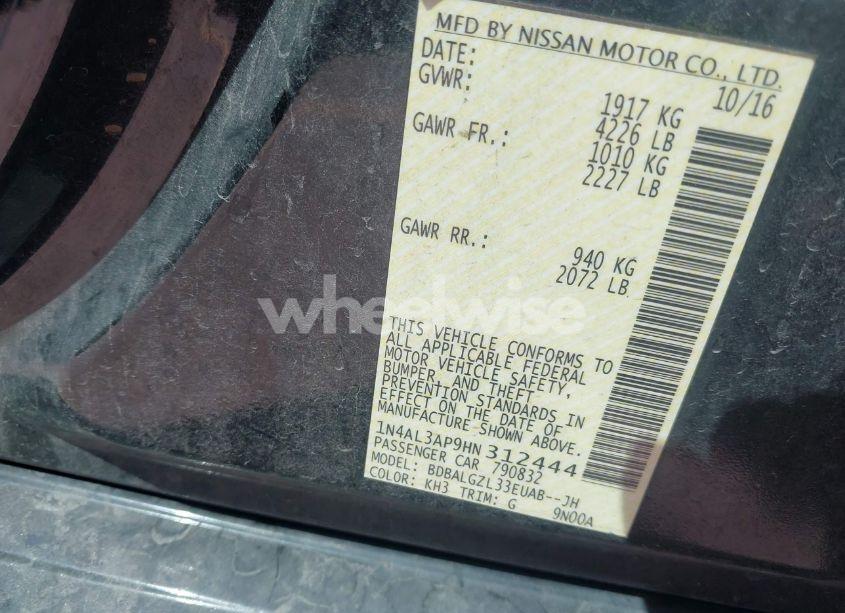 MFD BY NISSAN MOTOR CO., LTD.
DATE: 10/16
GVWR: 1917 KG
4226 LB
GAWR FR.: 1010 KG
2227 LB
GAWR RR.: 940 KG
2072 LB
wheelwise
THIS VEHICLE CONFORMS TO
ALL APPLICABLE FEDERAL
MOTOR VEHICLE SAFETY,
BUMPER, AND THEFT
PREVENTION STANDARDS IN
EFFECT ON THE DATE OF
MANUFACTURE SHOWN ABOVE.
1N4AL3AP9HN312444
PASSENGER CAR 790832
MODEL: BDBALGZL33EUAB--JH
COLOR: KH3 TRIM: G 9N00A